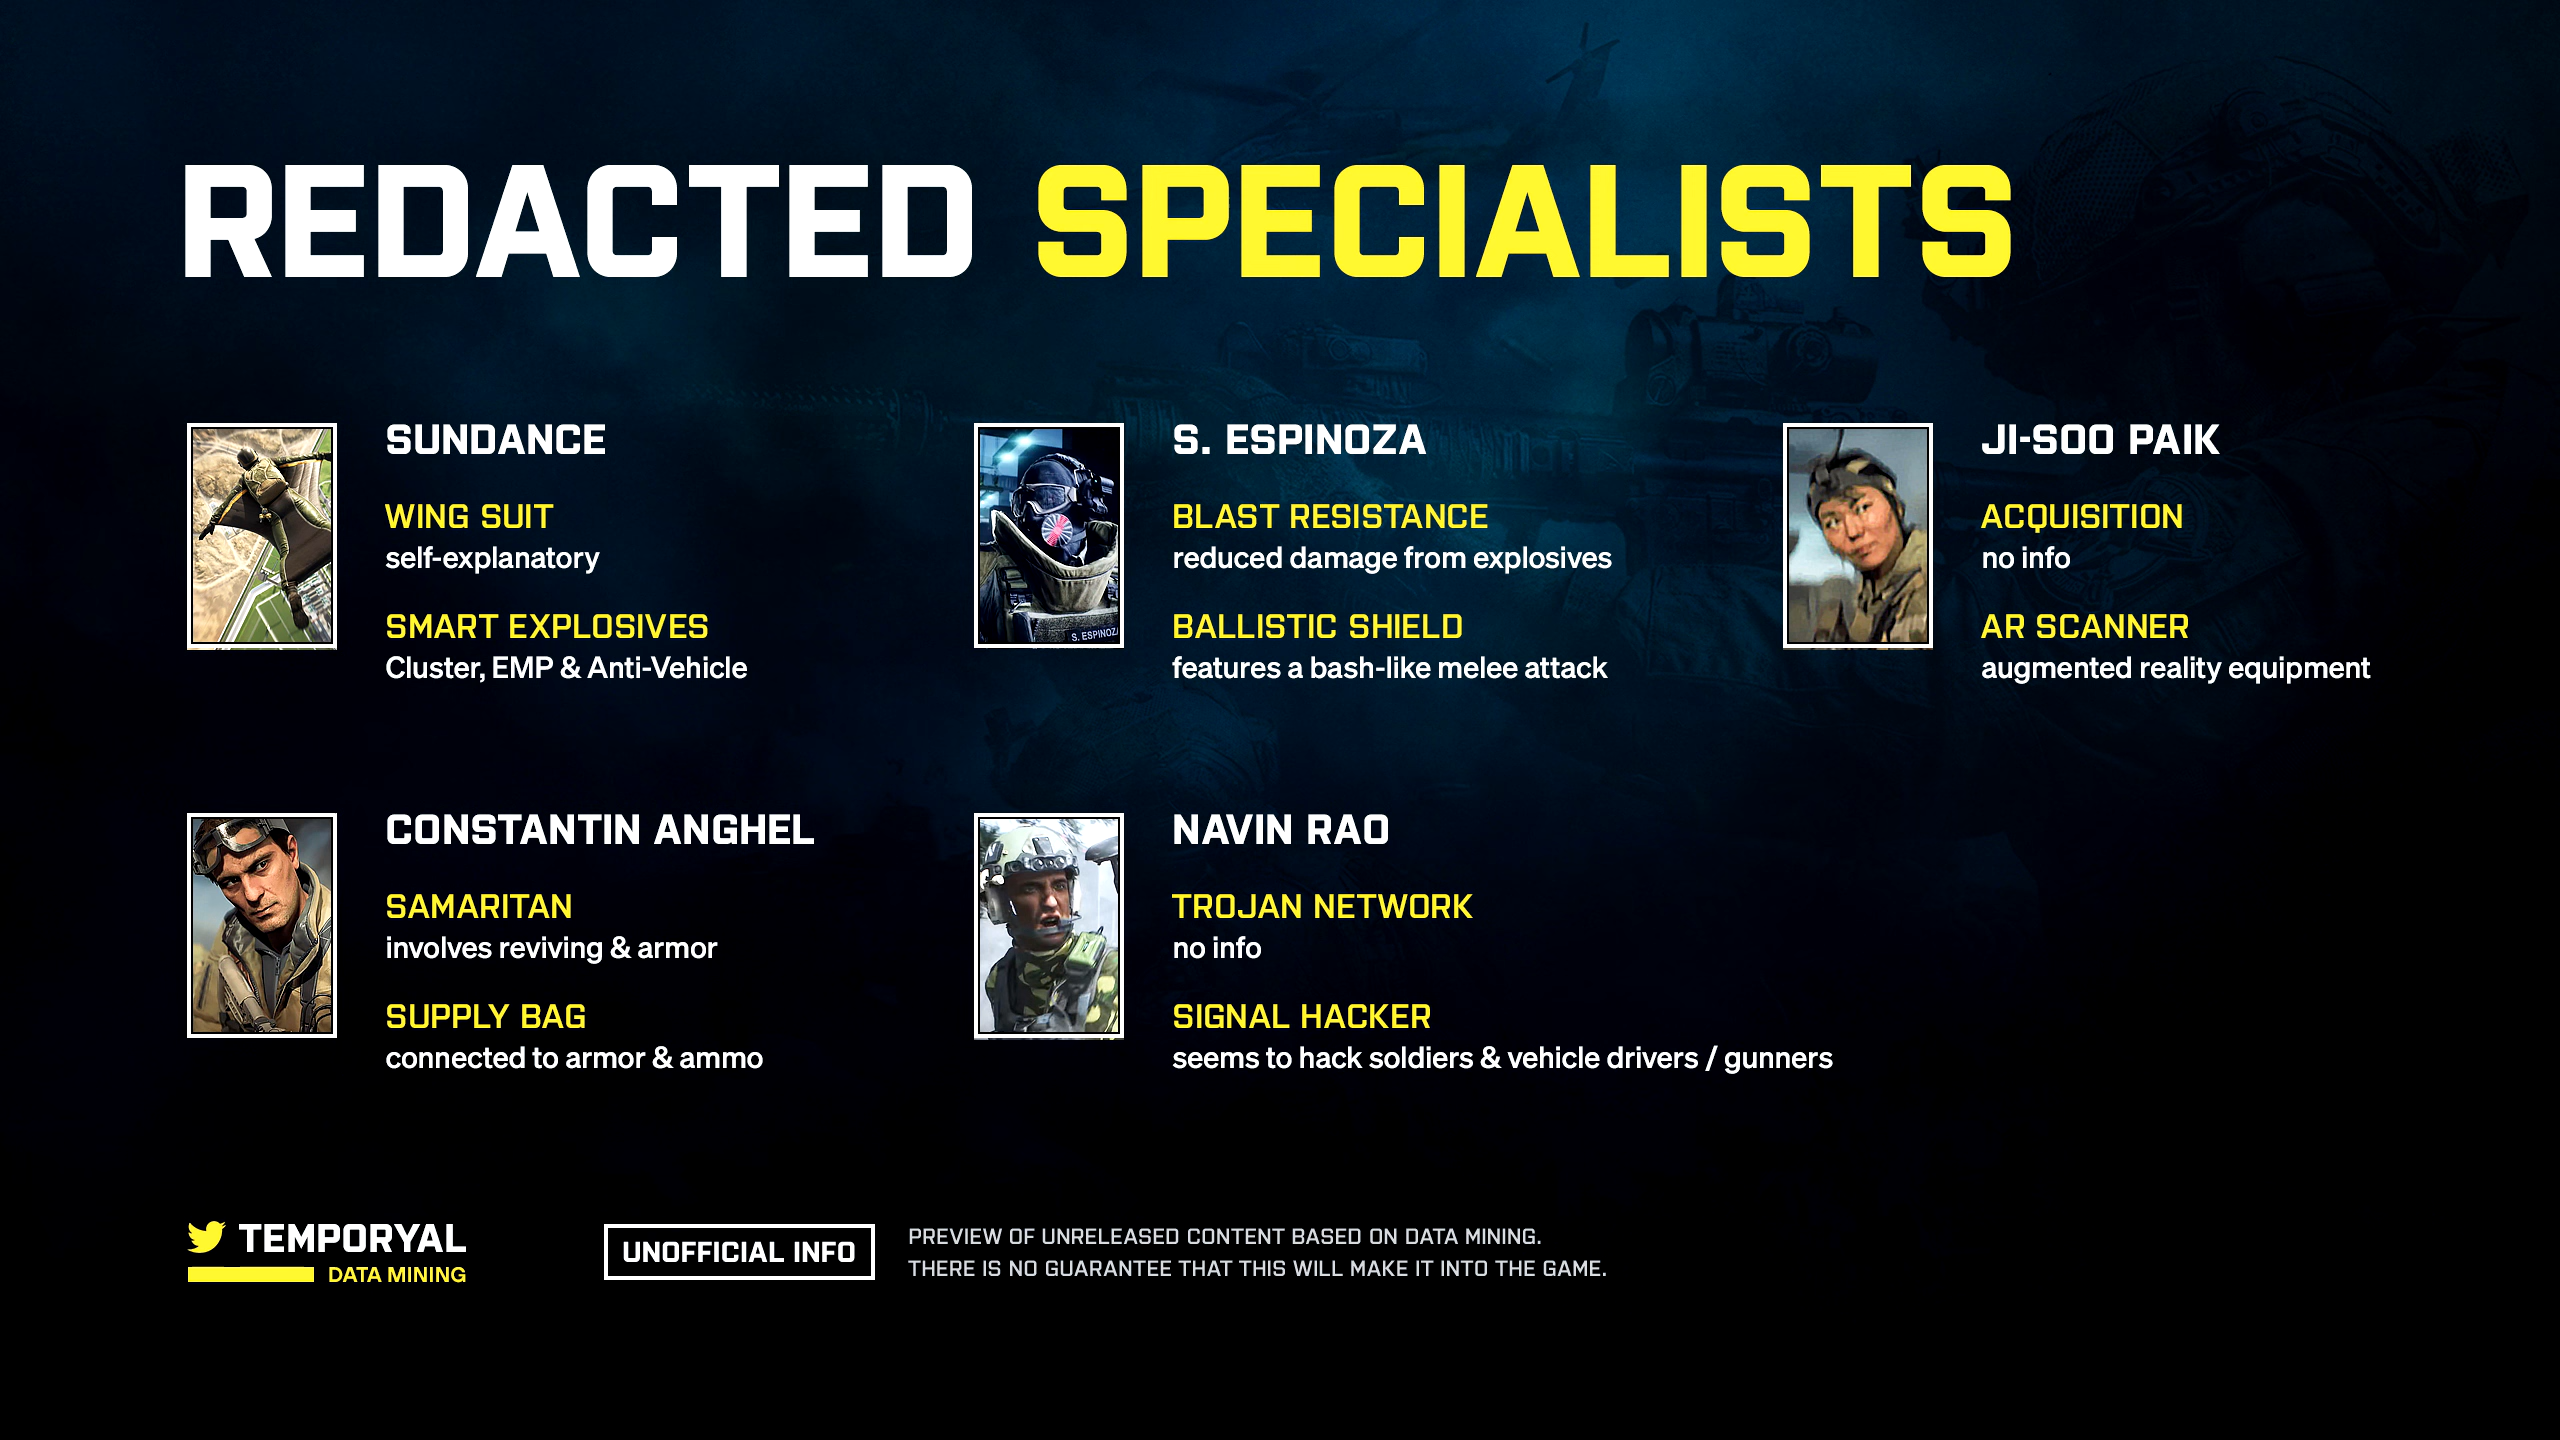 REDACTED SPECIALISTS
SUNDANCE
WING SUIT
self-explanatory
SMART EXPLOSIVES
Cluster, EMP & Anti-Vehicle
S. ESPINOZA
S. ESPINOZA
BLAST RESISTANCE
reduced damage from explosives
BALLISTIC SHIELD
features a bash-like melee attack
JI-SOO PAIK
ACQUISITION
no info
AR SCANNER
augmented reality equipment
CONSTANTIN ANGHEL
SAMARITAN
involves reviving & armor
SUPPLY BAG
connected to armor & ammo
NAVIN RAO
TROJAN NETWORK
no info
SIGNAL HACKER
seems to hack soldiers & vehicle drivers / gunners
TEMPORYAL
DATA MINING
UNOFFICIAL INFO
PREVIEW OF UNRELEASED CONTENT BASED ON DATA MINING.
THERE IS NO GUARANTEE THAT THIS WILL MAKE IT INTO THE GAME.